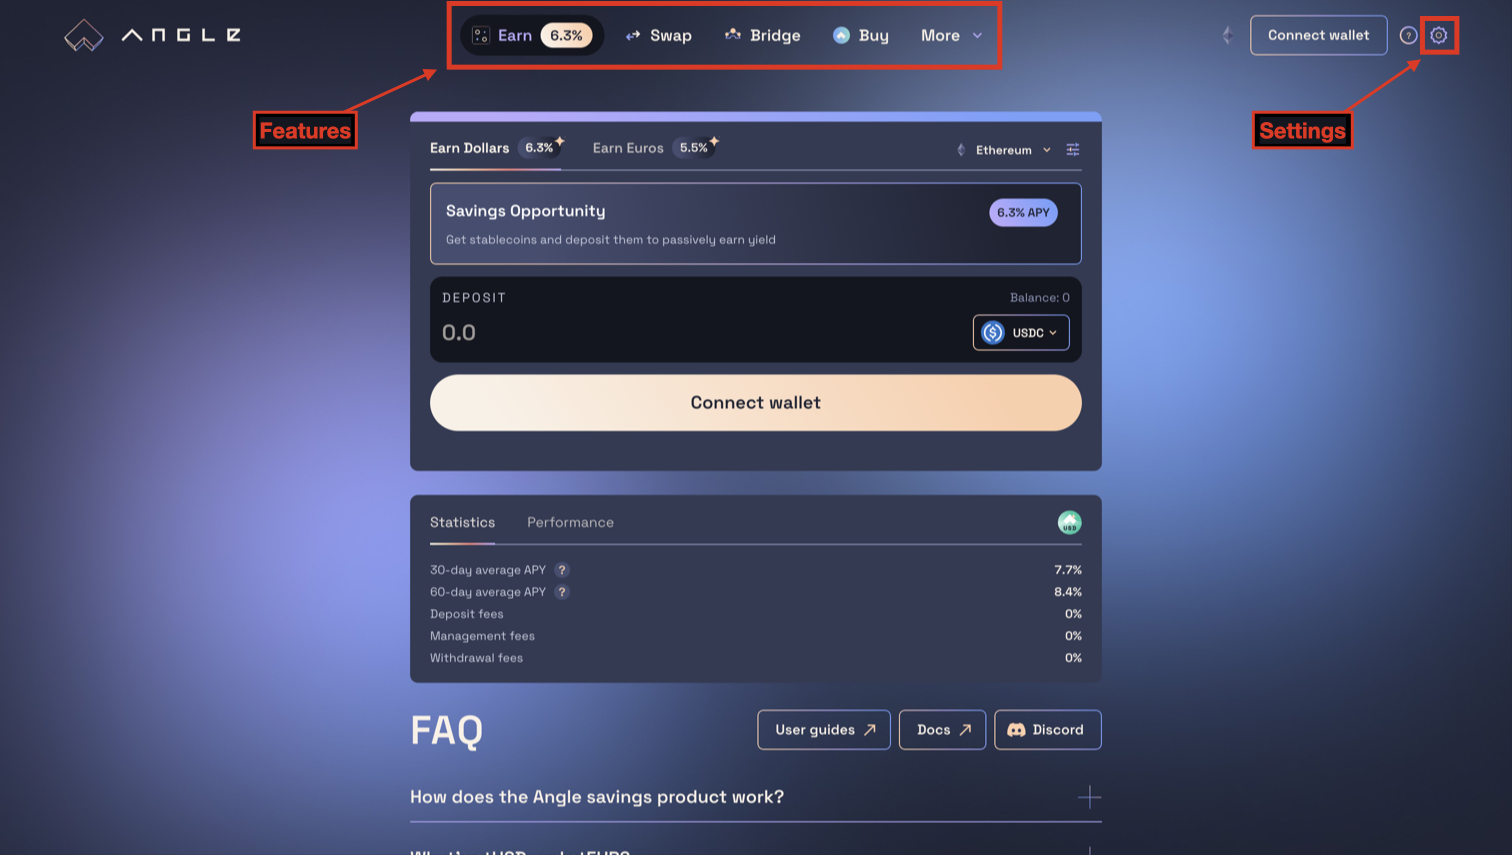 ANGLE
Earn 6.3% Swap Bridge Buy More
Connect wallet ?
Features
Settings
Earn Dollars 6.3% Earn Euros 5.5% Ethereum
Savings Opportunity
6.3% APY
Get stablecoins and deposit them to passively earn yield
DEPOSIT Balance: 0
0.0 USDC
Connect wallet
Statistics Performance USD
30-day average APY ? 7.7%
60-day average APY ? 8.4%
Deposit fees 0%
Management fees 0%
Withdrawal fees 0%
FAQ User guides Docs Discord
How does the Angle savings product work?